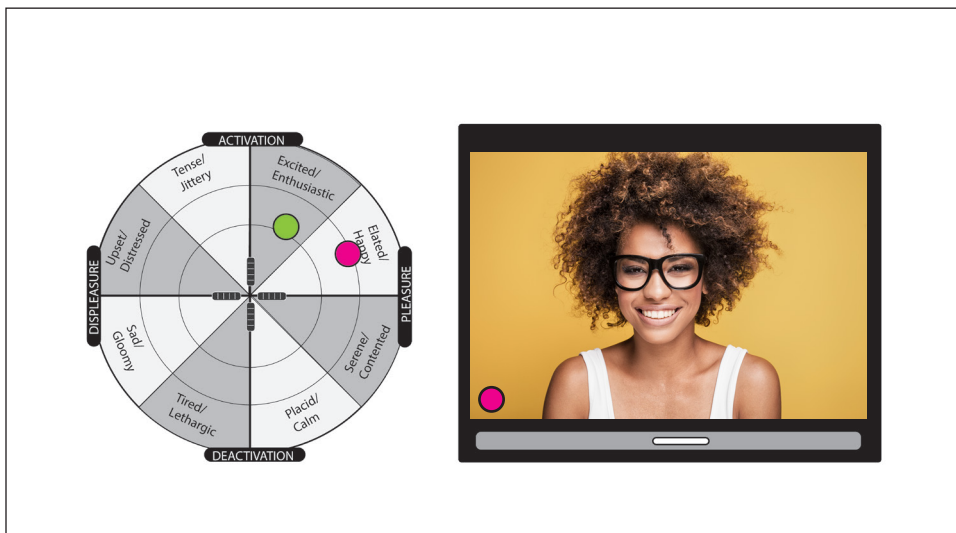 ACTIVATION
Tense/
Jittery
Excited/
Enthusiastic
Upset/
Distressed
Elated/
Happy
DISPLEASURE
PLEASURE
Sad/
Gloomy
Serene/
Contented
Tired/
Lethargic
Placid/
Calm
DEACTIVATION